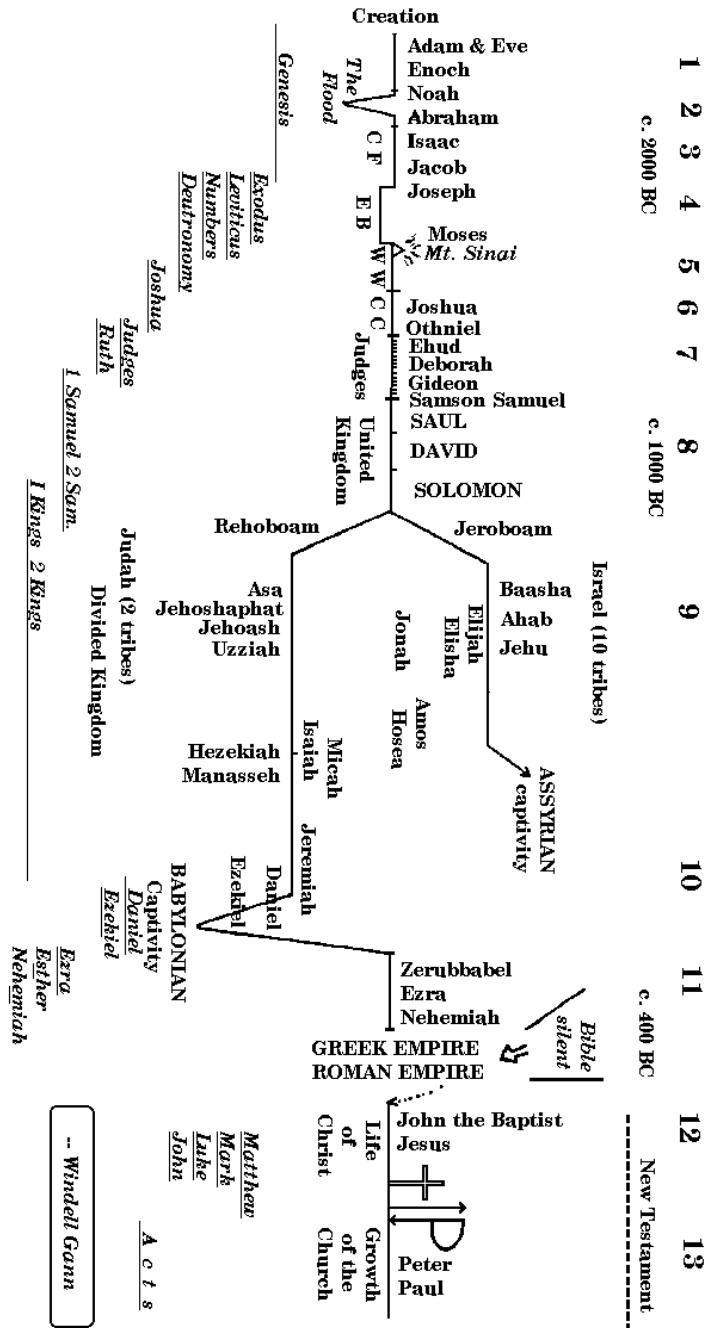 Creation
Adam & Eve
Enoch
Noah
Abraham
Isaac
Jacob
Joseph
Moses
Mt. Sinai
Joshua
Othniel
Ehud
Deborah
Gideon
Samson Samuel
SAUL
DAVID
SOLOMON
Rehoboam
Jeroboam
Asa
Jehoshaphat
Jehoash
Uzziah
Hezekiah
Manasseh
Baasha
Ahab
Jehu
Zerubbabel
Ezra
Nehemiah
GREEK EMPIRE
ROMAN EMPIRE
John the Baptist
Jesus
Peter
Paul
1
2
3
4
5
6
7
8
9
10
11
12
13
c. 2000 BC
c. 1000 BC
c. 400 BC
New Testament
Israel (10 tribes)
ASSYRIAN
captivity
Bible
silent
Elijah
Elisha
Jonah
Amos
Hosea
The
Flood
C F
E B
W W
C C
Judges
United
Kingdom
Micah
Isaiah
Jeremiah
Daniel
Ezekiel
Life
of
Christ
Growth
of the
Church
Genesis
Exodus
Leviticus
Numbers
Deutronomy
Joshua
Judges
Ruth
1 Samuel 2 Sam.
1 Kings 2 Kings
Judah (2 tribes)
Divided Kingdom
BABYLONIAN
Captivity
Daniel
Ezekiel
Ezra
Esther
Nehemiah
Matthew
Mark
Luke
John
A c t s
-- Windell Gann